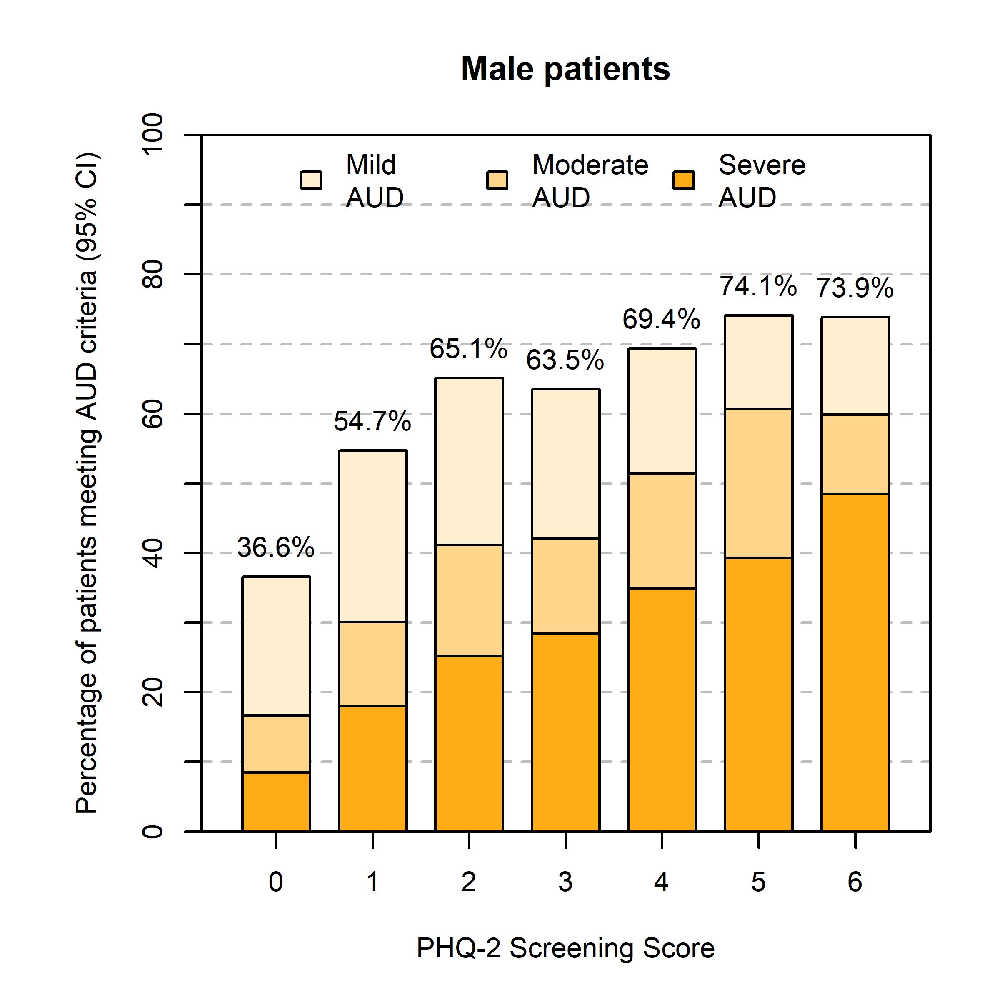 Male patients
Percentage of patients meeting AUD criteria (95% CI)
100
80
60
40
20
0
Mild
AUD
Moderate
AUD
Severe
AUD
36.6%
54.7%
65.1%
63.5%
69.4%
74.1%
73.9%
0 1 2 3 4 5 6
PHQ-2 Screening Score